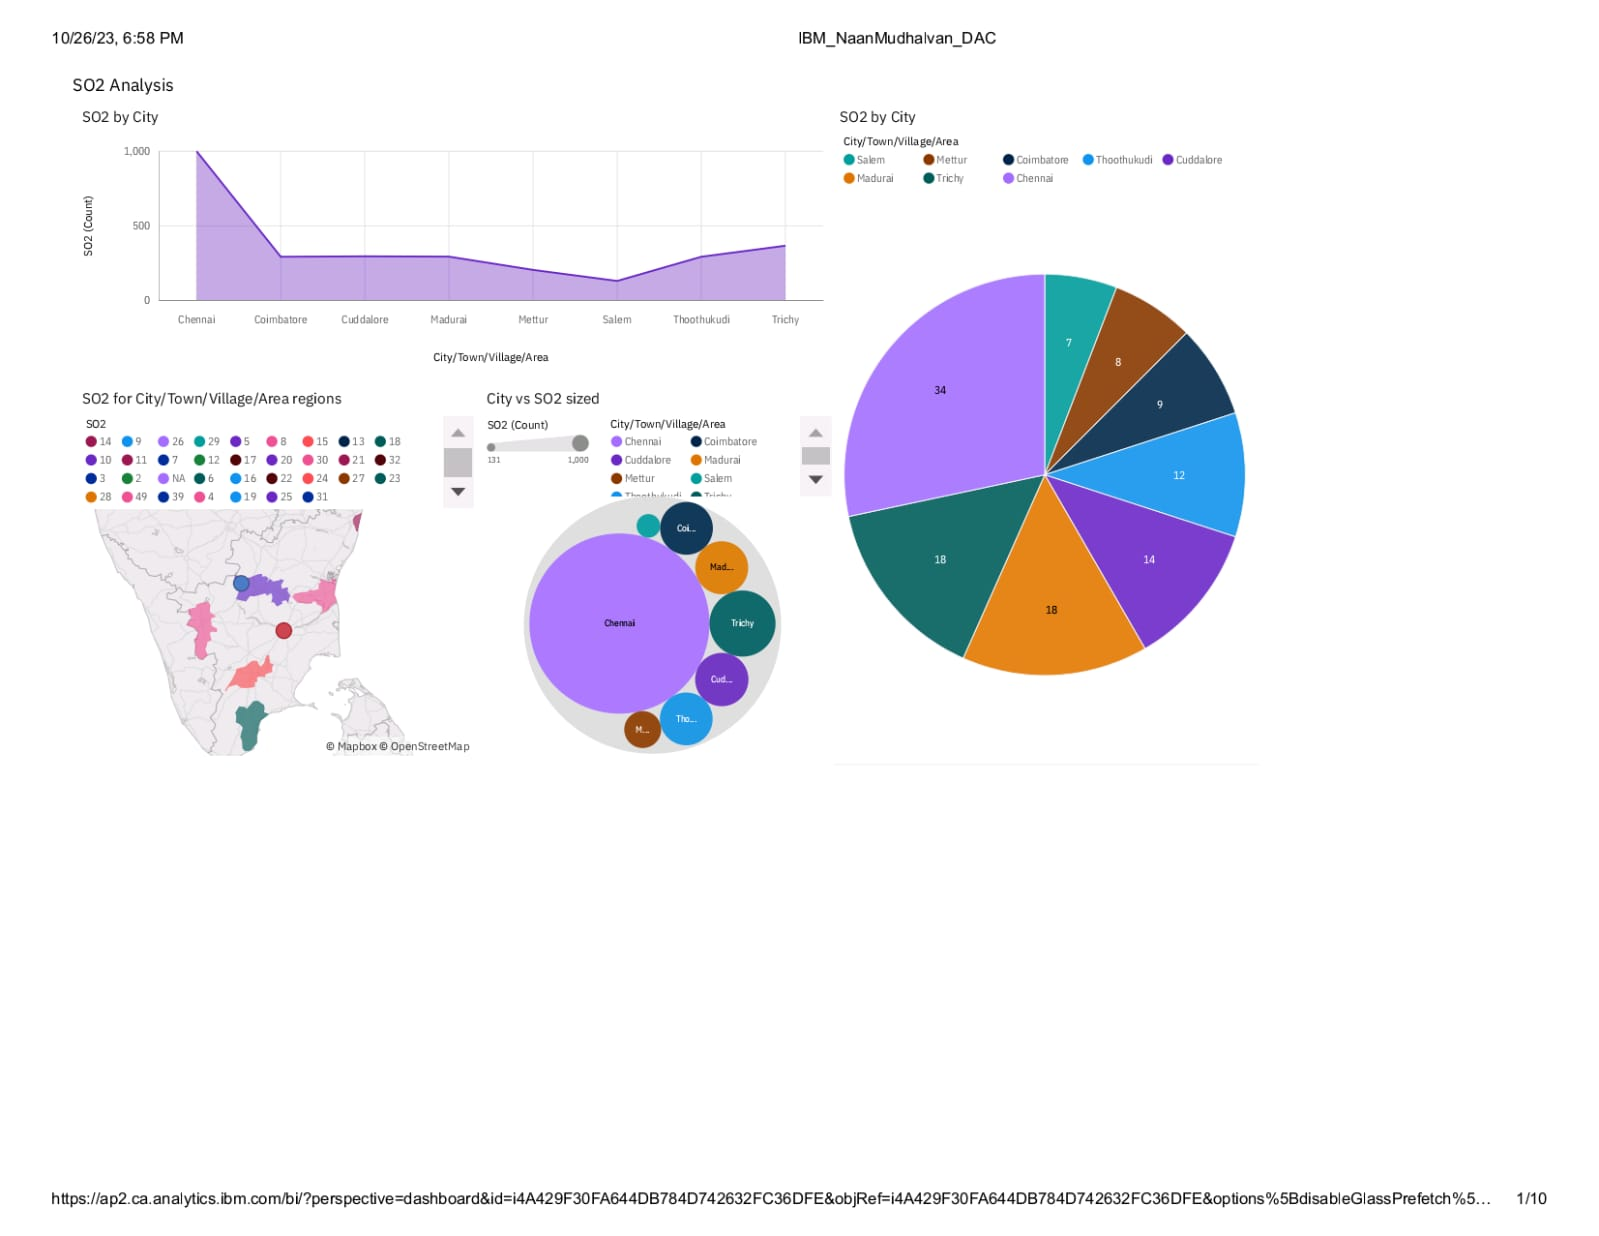 10/26/23, 6:58 PM
IBM_NaanMudhalvan_DAC
SO2 Analysis
SO2 by City
1,000
500
0
SO2 (Count)
Chennai Coimbatore Cuddalore Madurai Mettur Salem Thoothukudi Trichy
City/Town/Village/Area
SO2 for City/Town/Village/Area regions
SO2
14 9 26 29 5 8 15 13 18
10 11 7 12 17 20 30 21 32
3 2 NA 6 16 22 24 27 23
28 49 39 4 19 25 31
© Mapbox © OpenStreetMap
City vs SO2 sized
SO2 (Count)
131 1,000
City/Town/Village/Area
Chennai Coimbatore
Cuddalore Madurai
Mettur Salem
Thoothukudi Trichy
Coi...
Mad...
Chennai
Trichy
Cud...
Tho...
M...
SO2 by City
City/Town/Village/Area
Salem Mettur Coimbatore Thoothukudi Cuddalore
Madurai Trichy Chennai
7
8
9
12
14
18
18
34
https://ap2.ca.analytics.ibm.com/bi/?perspective=dashboard&id=i4A429F30FA644DB784D742632FC36DFE&objRef=i4A429F30FA644DB784D742632FC36DFE&options%5BdisableGlassPrefetch%5...
1/10